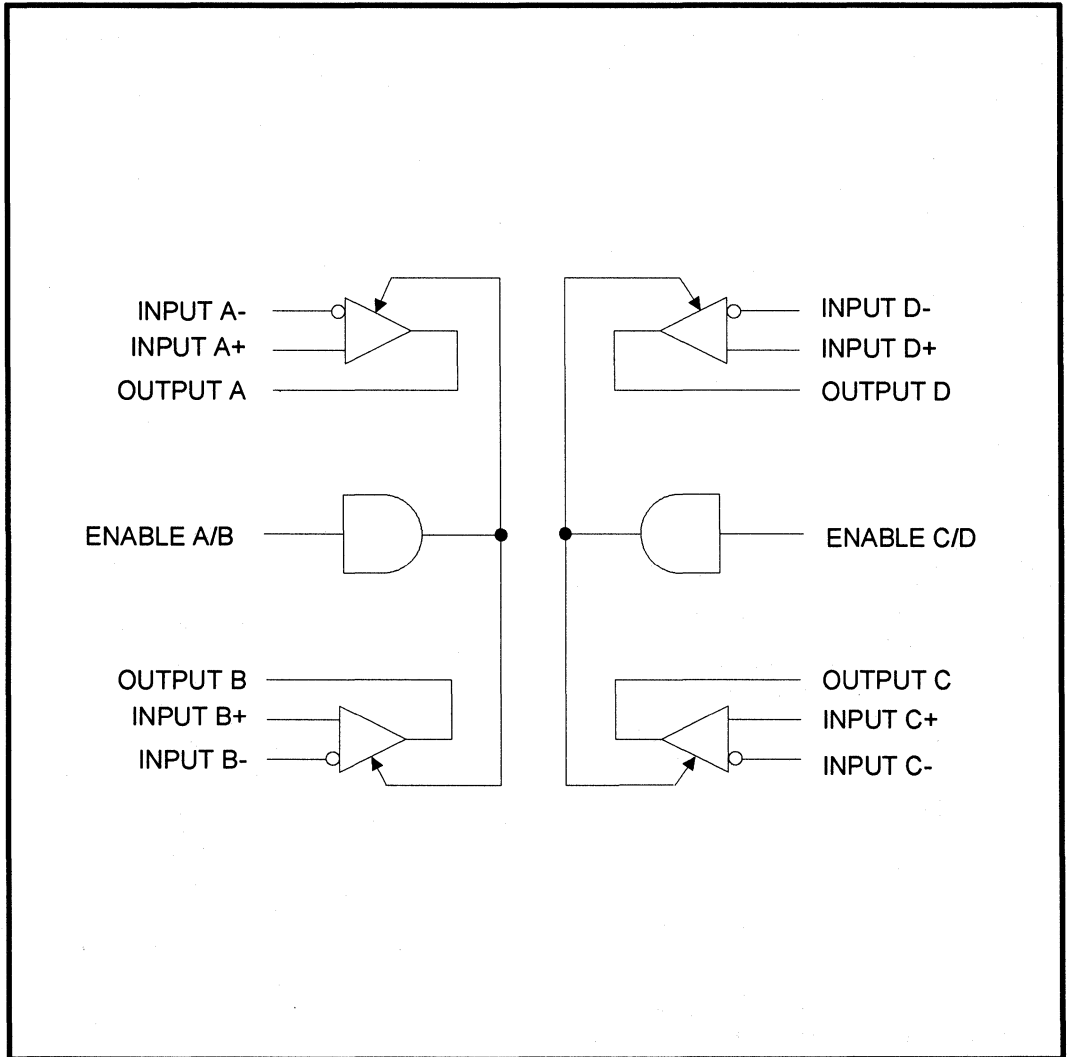 INPUT A-
INPUT A+
OUTPUT A
ENABLE A/B
OUTPUT B
INPUT B+
INPUT B-
INPUT D-
INPUT D+
OUTPUT D
ENABLE C/D
OUTPUT C
INPUT C+
INPUT C-